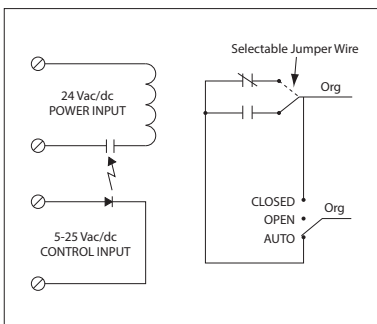 Selectable Jumper Wire
24 Vac/dc
POWER INPUT
Org
5-25 Vac/dc
CONTROL INPUT
CLOSED
OPEN
AUTO
Org